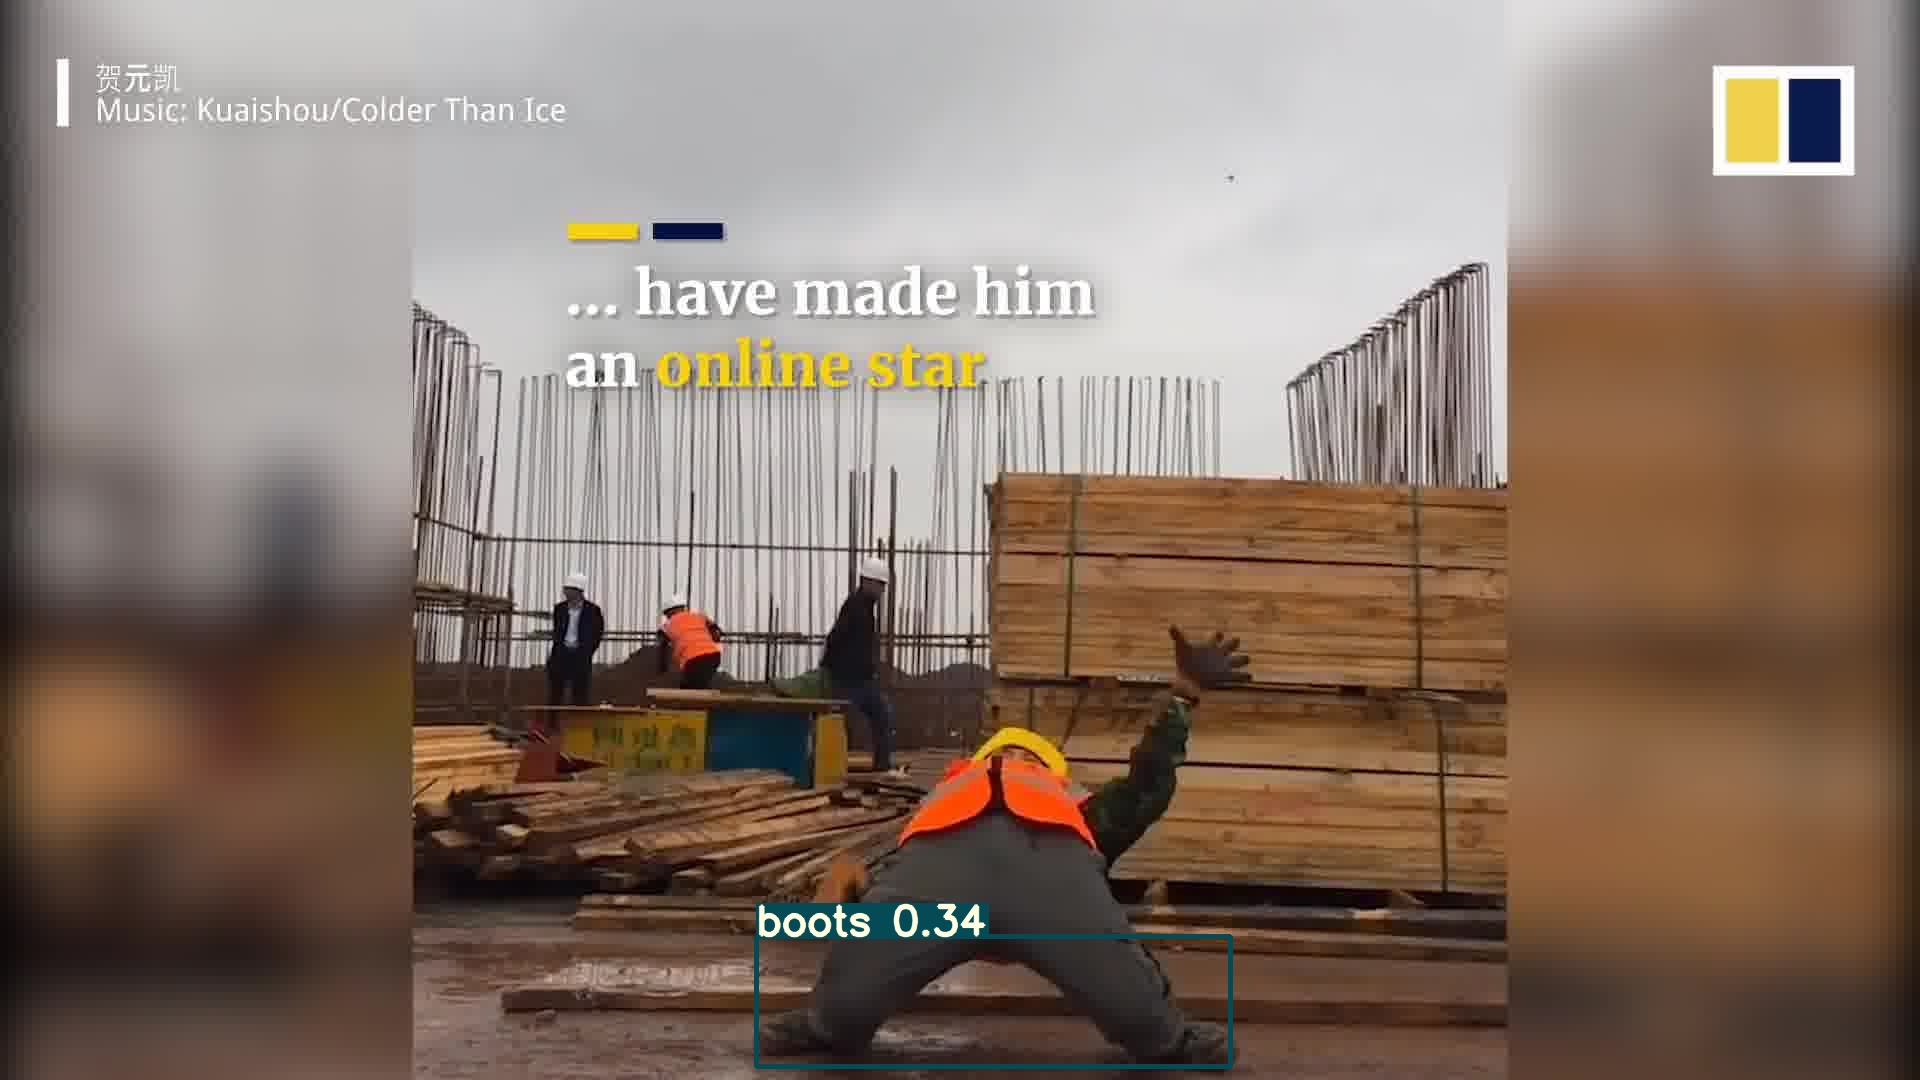 贺元凯
Music: Kuaishou/Colder Than Ice
... have made him
an online star
boots 0.34